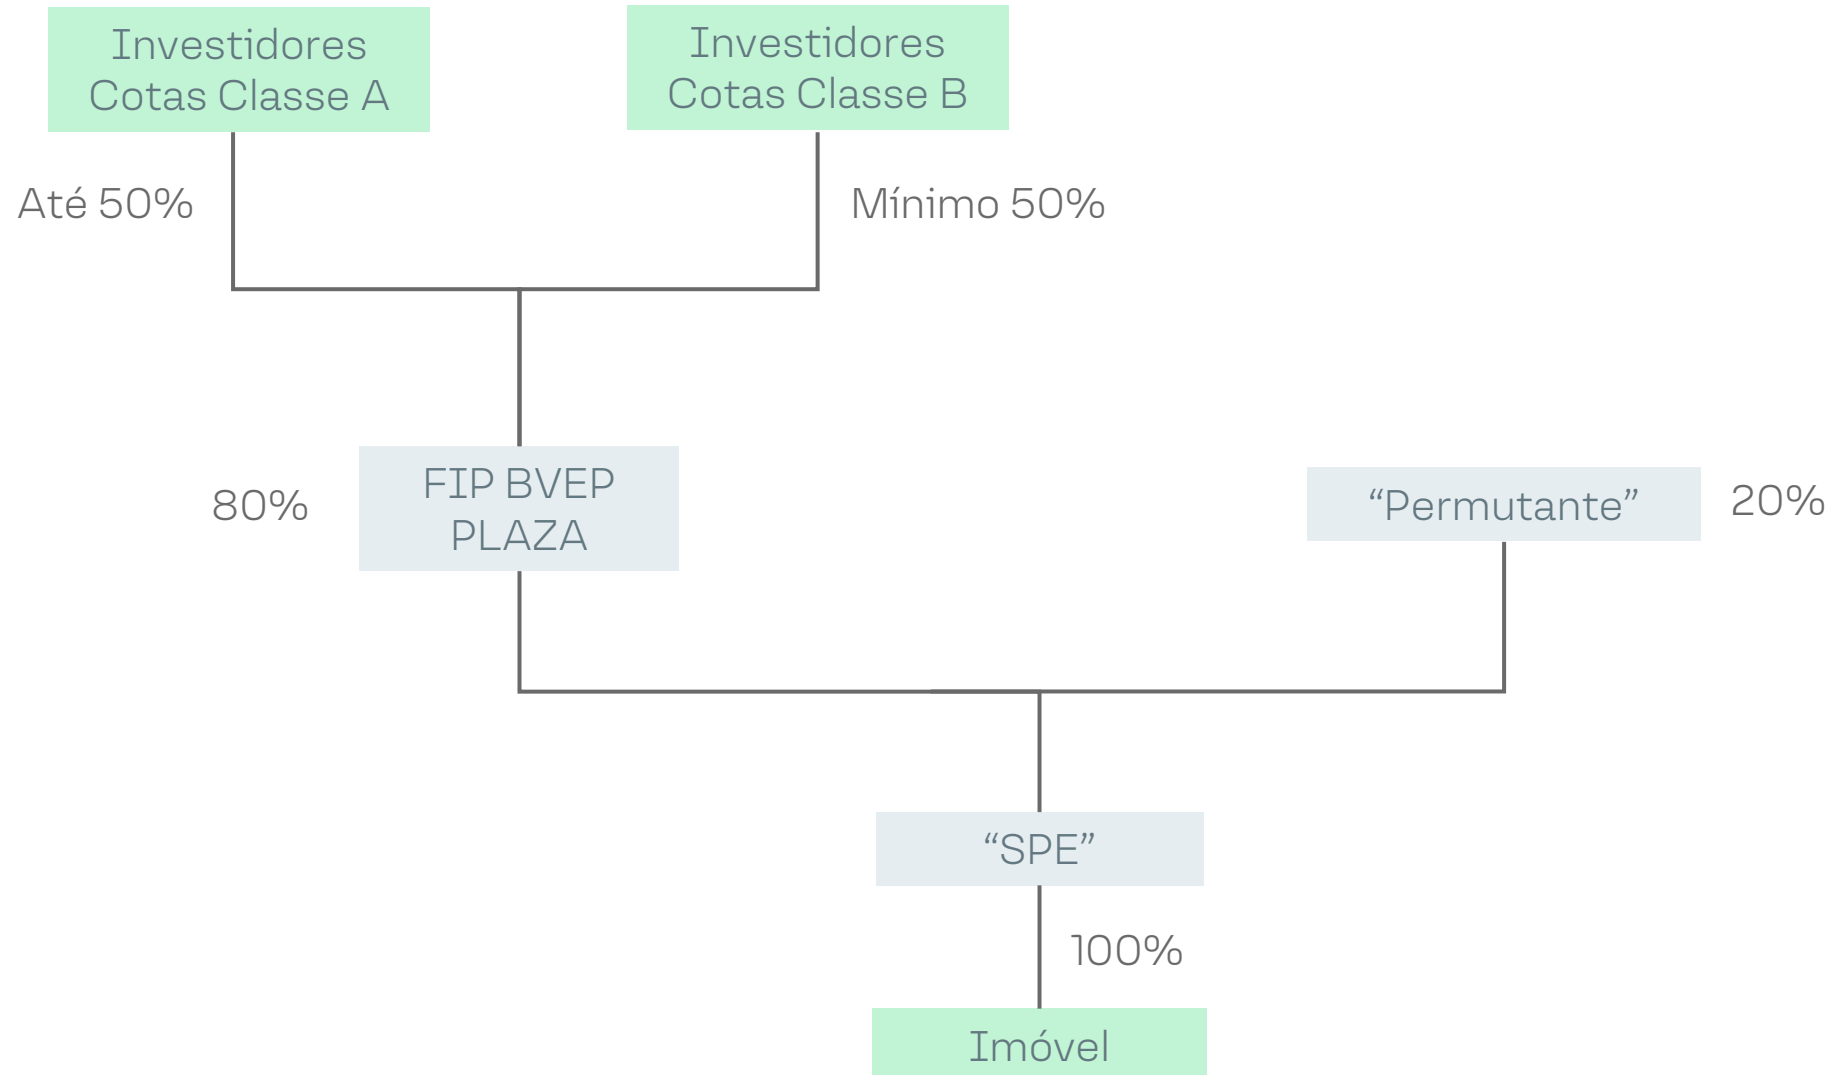 Investidores
Cotas Classe A
Investidores
Cotas Classe B
Até 50%
Mínimo 50%
80%
FIP BVEP
PLAZA
“Permutante”
20%
“SPE”
100%
Imóvel